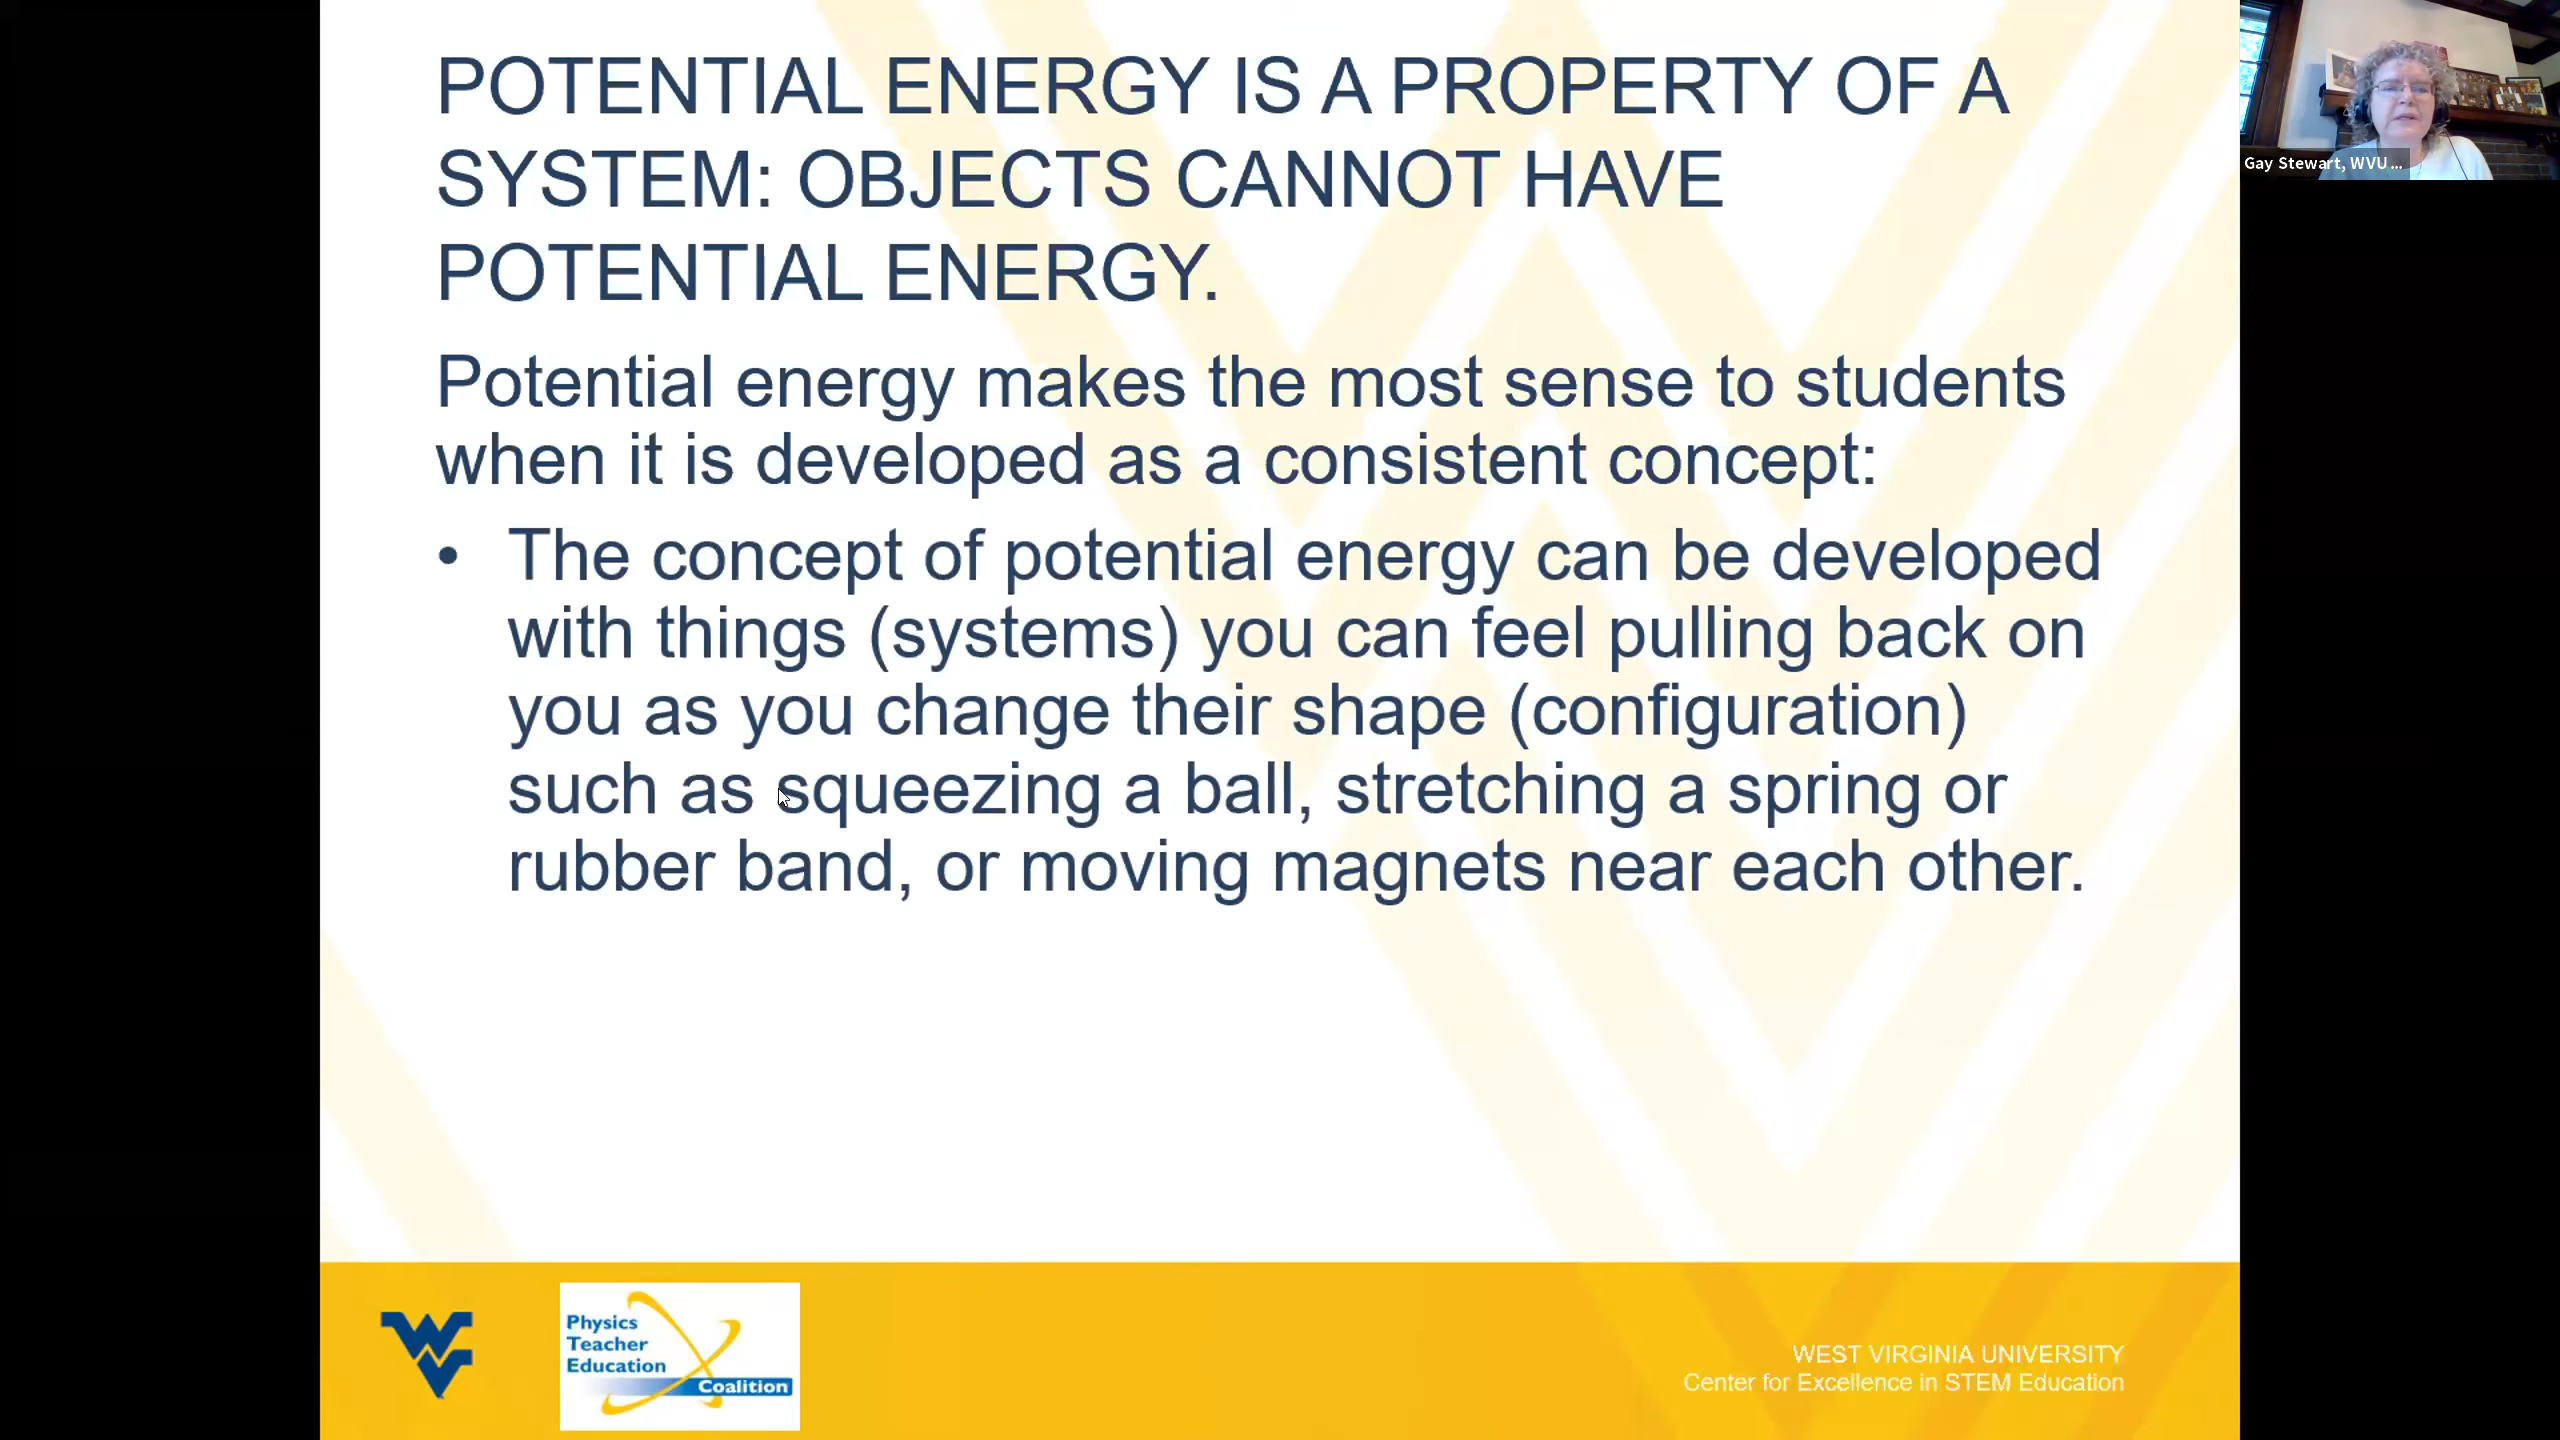 POTENTIAL ENERGY IS A PROPERTY OF A
SYSTEM: OBJECTS CANNOT HAVE
POTENTIAL ENERGY.
Potential energy makes the most sense to students
when it is developed as a consistent concept:
• The concept of potential energy can be developed
with things (systems) you can feel pulling back on
you as you change their shape (configuration)
such as squeezing a ball, stretching a spring or
rubber band, or moving magnets near each other.
Gay Stewart, WVU ...
WV
Physics
Teacher
Education
Coalition
WEST VIRGINIA UNIVERSITY
Center for Excellence in STEM Education